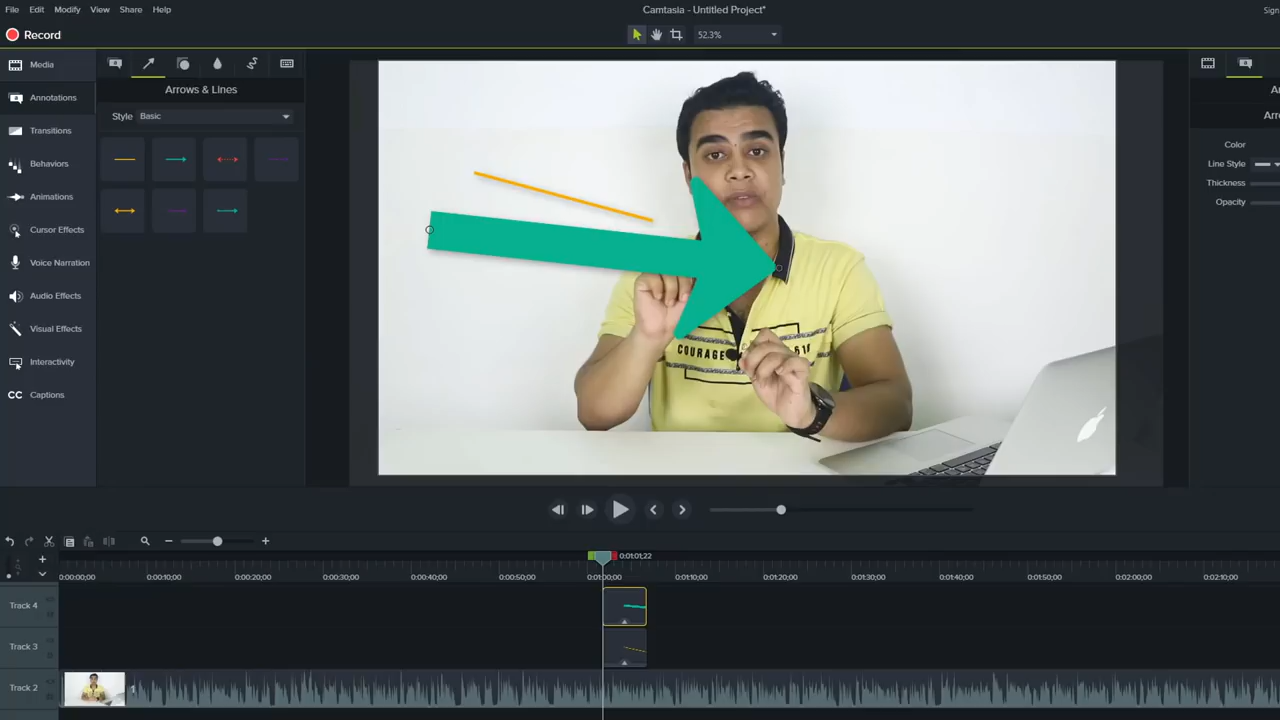 File Edit Modify View Share Help
Camtasia - Untitled Project*
Sign
Record
52.3%
Media
Annotations
Transitions
Behaviors
Animations
Cursor Effects
Voice Narration
Audio Effects
Visual Effects
Interactivity
Captions
Arrows & Lines
Style Basic
COURAGE
Color
Line Style
Thickness
Opacity
0:01:01;22
0:00:00;00 0:00:10;00 0:00:20;00 0:00:30;00 0:00:40;00 0:00:50;00 0:01:00;00 0:01:10;00 0:01:20;00 0:01:30;00 0:01:40;00 0:01:50;00 0:02:00;00 0:02:10;00
Track 4
Track 3
Track 2
1